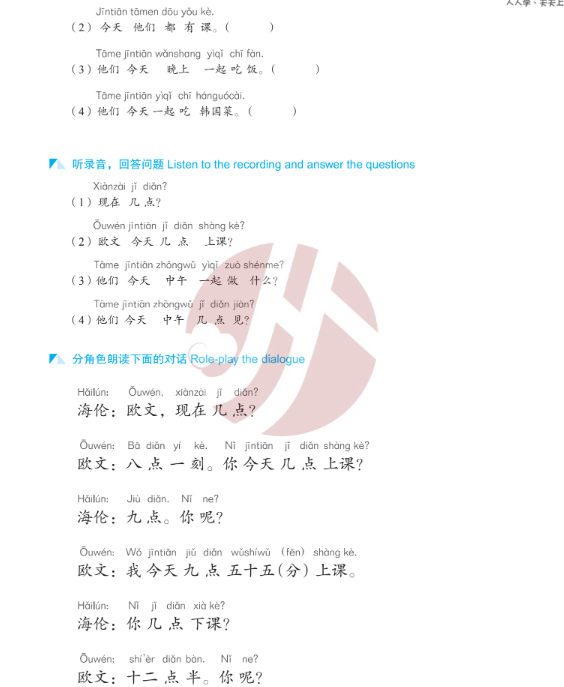 人人学、天天上
Jīntiān tāmen dōu yǒu kè.
（2）今天 他们 都 有 课。（ ）
Tāme jīntiān wǎnshang yìqǐ chī fàn.
（3）他们 今天 晚上 一起 吃 饭。（ ）
Tāme jīntiān yìqǐ chī hánguócài.
（4）他们 今天 一起 吃 韩国菜。（ ）
听录音，回答问题 Listen to the recording and answer the questions
Xiànzài jǐ diǎn?
（1）现在 几 点?
Ōuwén jīntiān jǐ diǎn shàng kè?
（2）欧文 今天 几 点 上课?
Tāme jīntiān zhōngwǔ yìqǐ zuò shénme?
（3）他们 今天 中午 一起 做 什么?
Tāme jīntiān zhōngwǔ jǐ diǎn jiàn?
（4）他们 今天 中午 几 点 见?
分角色朗读下面的对话 Role-play the dialogue
Hǎilún: Ōuwén, xiànzài jǐ diǎn?
海伦：欧文，现在 几 点?
Ōuwén: Bā diǎn yí kè. Nǐ jīntiān jǐ diǎn shàng kè?
欧文：八 点 一 刻。你 今天 几 点 上课?
Hǎilún: Jiǔ diǎn. Nǐ ne?
海伦：九 点。你 呢?
Ōuwén: Wǒ jīntiān jiǔ diǎn wǔshíwǔ (fēn) shàng kè.
欧文：我 今天 九 点 五十五(分) 上课。
Hǎilún: Nǐ jǐ diǎn xià kè?
海伦：你 几 点 下课?
Ōuwén: shí'èr diǎn bàn. Nǐ ne?
欧文：十二 点 半。你 呢?